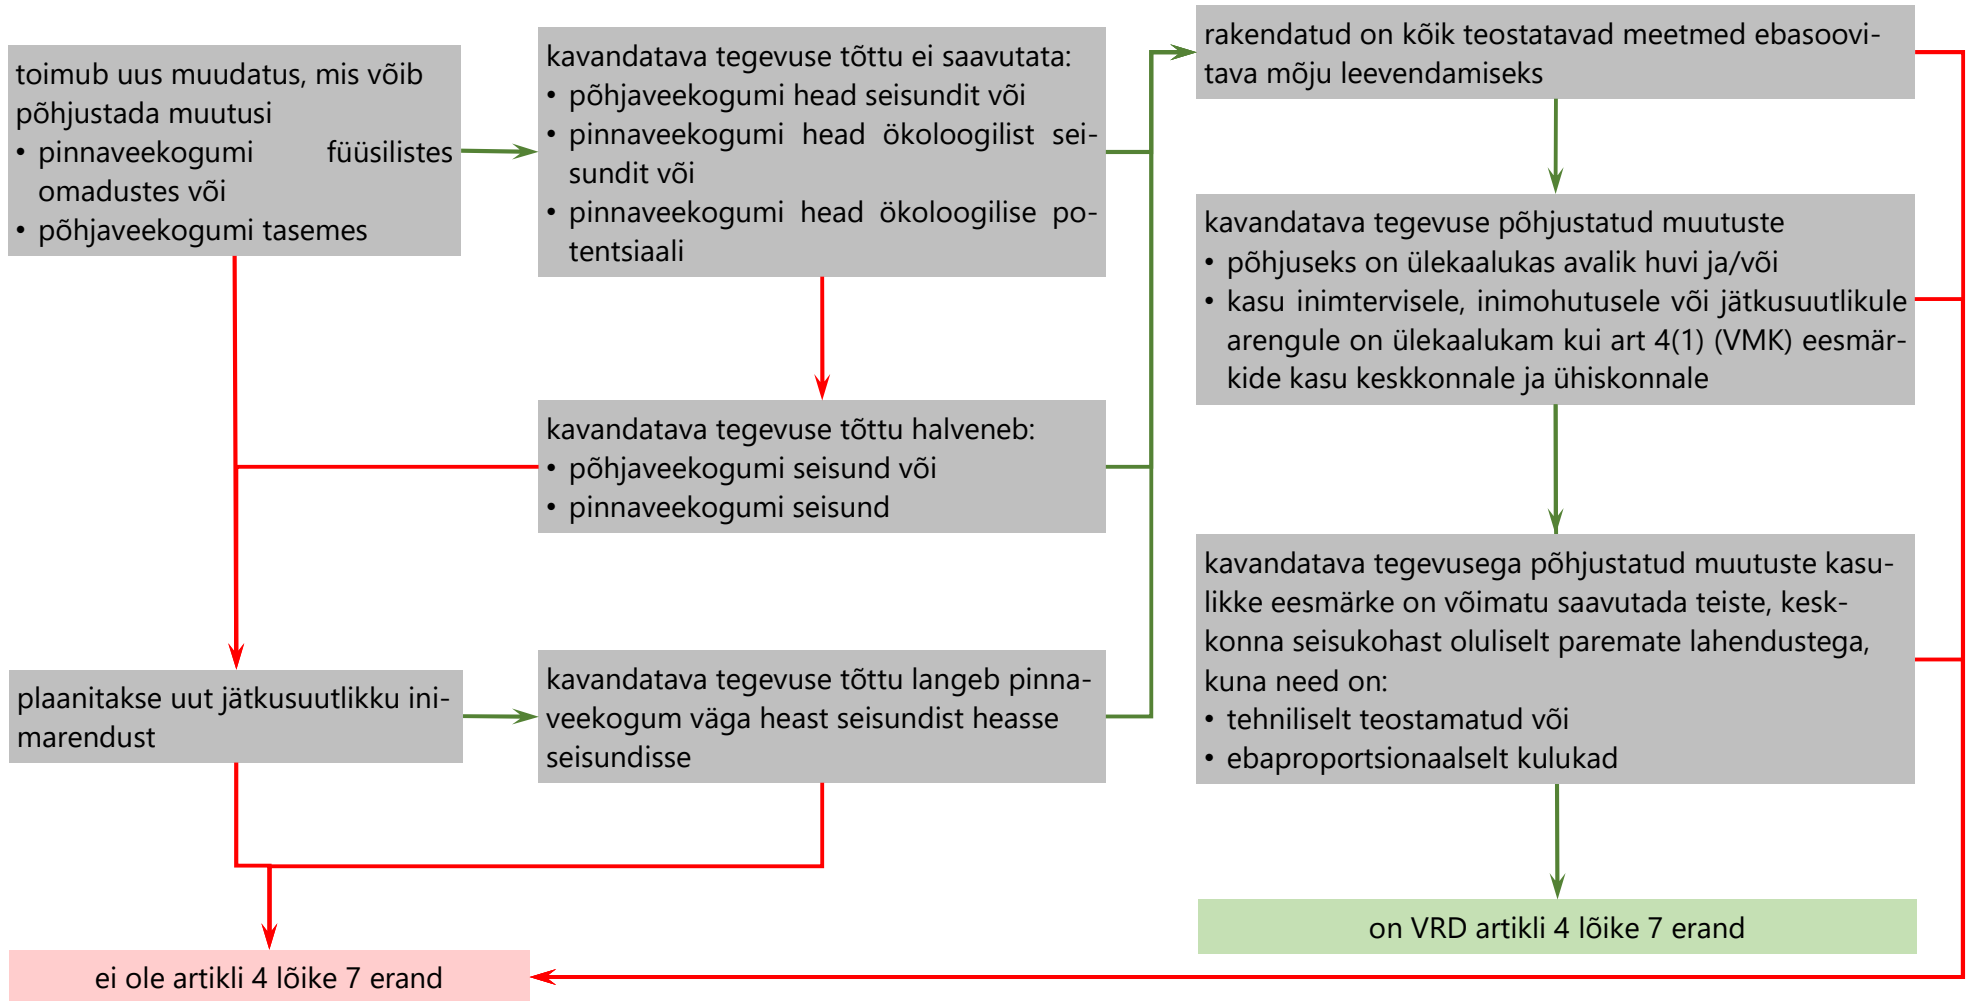 toimub uus muudatus, mis võib
põhjustada muutusi
• pinnaveekogumi füüsilistes
omadustes või
• põhjaveekogumi tasemes
kavandatava tegevuse tõttu ei saavutata:
• põhjaveekogumi head seisundit või
• pinnaveekogumi head ökoloogilist sei-
sundit või
• pinnaveekogumi head ökoloogilise po-
tentsiaali
kavandatava tegevuse tõttu halveneb:
• põhjaveekogumi seisund või
• pinnaveekogumi seisund
plaanitakse uut jätkusuutlikku ini-
marendust
kavandatava tegevuse tõttu langeb pinna-
veekogum väga heast seisundist heasse
seisundisse
ei ole artikli 4 lõike 7 erand
rakendatud on kõik teostatavad meetmed ebasoovi-
tava mõju leevendamiseks
kavandatava tegevuse põhjustatud muutuste
• põhjuseks on ülekaalukas avalik huvi ja/või
• kasu inimtervisele, inimohutusele või jätkusuutlikule
arengule on ülekaalukam kui art 4(1) (VMK) eesmär-
kide kasu keskkonnale ja ühiskonnale
kavandatava tegevusega põhjustatud muutuste kasu-
likke eesmärke on võimatu saavutada teiste, kesk-
konna seisukohast oluliselt paremate lahendustega,
kuna need on:
• tehniliselt teostamatud või
• ebaproportsionaalselt kulukad
on VRD artikli 4 lõike 7 erand